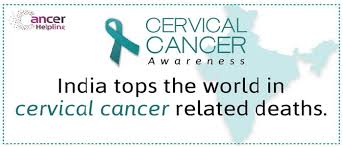 Cancer
Helpline
CERVICAL
CANCER
Awareness
India tops the world in
cervical cancer related deaths.